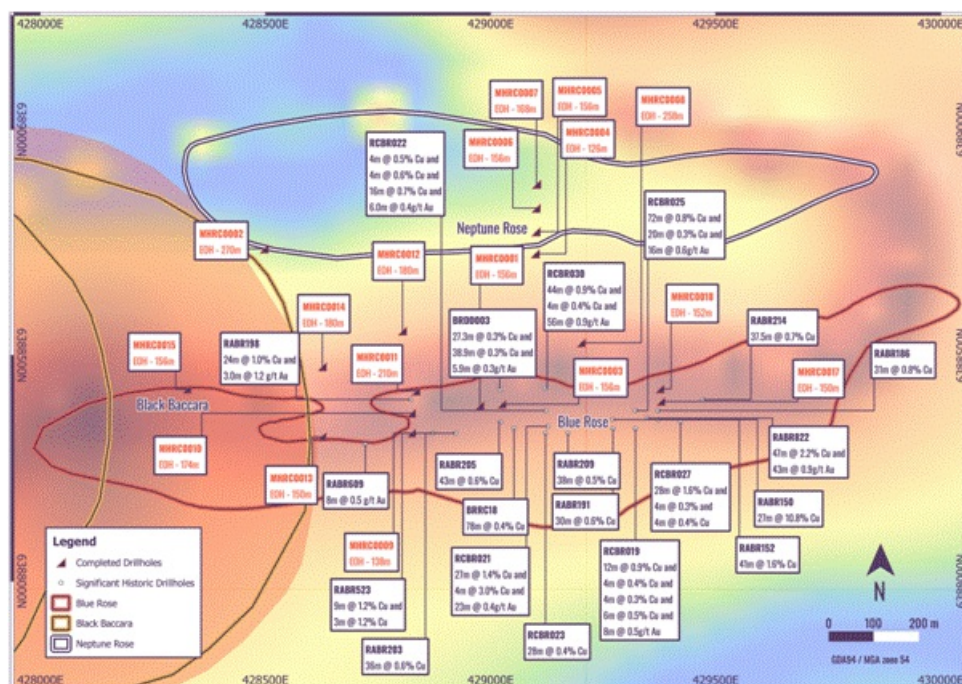 428000E
428500E
429000E
429500E
430000E
6389000N
6389000N
MHRC0007
EOH - 168m
MHRC0005
EOH - 156m
MHRC0008
EOH - 250m
MHRC0006
EOH - 156m
MHRC0004
EOH - 126m
RCBR022
4m @ 0.5% Cu and
4m @ 0.6% Cu and
16m @ 0.7% Cu and
6.0m @ 0.4g/t Au
RCBR025
72m @ 0.8% Cu and
20m @ 0.3% Cu and
16m @ 0.6g/t Au
Neptune Rose
MHRC0002
EOH - 270m
MHRC0012
EOH - 180m
MHRC0001
EOH - 156m
RCBR030
44m @ 0.9% Cu and
4m @ 0.4% Cu and
56m @ 0.9g/t Au
MHRC0014
EOH - 180m
MHRC0018
EOH - 152m
BRDD003
27.3m @ 0.3% Cu and
38.9m @ 0.3% Cu and
5.9m @ 0.3g/t Au
RABR214
37.5m @ 0.7% Cu
MHRC0015
EOH - 156m
RABR198
24m @ 1.0% Cu and
3.0m @ 1.2 g/t Au
MHRC0011
EOH - 210m
MHRC0003
EOH - 156m
MHRC0017
EOH - 150m
RABR186
31m @ 0.8% Cu
6388500N
6388500N
Black Baccara
Blue Rose
MHRC0010
EOH - 174m
MHRC0013
EOH - 150m
RABR609
8m @ 0.5 g/t Au
RABR205
43m @ 0.6% Cu
RABR209
38m @ 0.5% Cu
RCBR027
28m @ 1.6% Cu and
4m @ 0.3% and
4m @ 0.4% Cu
RABR822
47m @ 2.2% Cu and
43m @ 0.9g/t Au
BRRC18
78m @ 0.4% Cu
RABR191
30m @ 0.6% Cu
RABR150
27m @ 10.8% Cu
MHRC0009
EOH - 138m
RCBR021
27m @ 1.4% Cu and
4m @ 3.0% Cu and
23m @ 0.4g/t Au
RCBR019
12m @ 0.9% Cu and
4m @ 0.4% Cu and
4m @ 0.3% Cu and
6m @ 0.5% Cu and
8m @ 0.5g/t Au
RABR152
41m @ 1.6% Cu
RABR523
9m @ 1.2% Cu and
3m @ 1.2% Cu
RCBR023
28m @ 0.4% Cu
RABR203
36m @ 0.6% Cu
6388000N
6388000N
Legend
Completed Drillholes
Significant Historic Drillholes
Blue Rose
Black Baccara
Neptune Rose
N
0 100 200 m
GDA94 / MGA zone 54
428000E
428500E
429000E
429500E
430000E